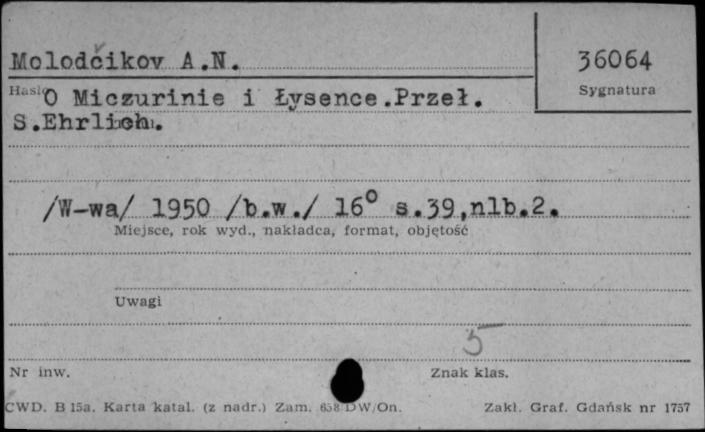 Molodčikov A.N.
36064
Hasło
Sygnatura
O Miczurinie i Łysence.Przeł.
S.Ehrlich.
/W-wa/ 1950 /b.w./ 16° s.39,nlb.2.
Miejsce, rok wyd., nakładca, format, objętość
Uwagi
5
Nr inw.
Znak klas.
CWD. B 15a. Karta katal. (z nadr.) Zam. 658 DW/On.
Zakł. Graf. Gdańsk nr 1757